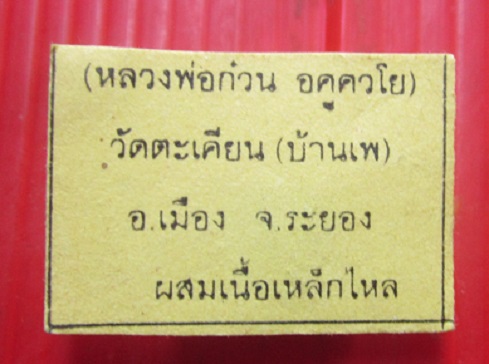 (หลวงพ่อก๋วน อคฺควโย)
วัดตะเคียน (บ้านเพ)
อ.เมือง จ.ระยอง
ผสมเนื้อเหล็กไหล